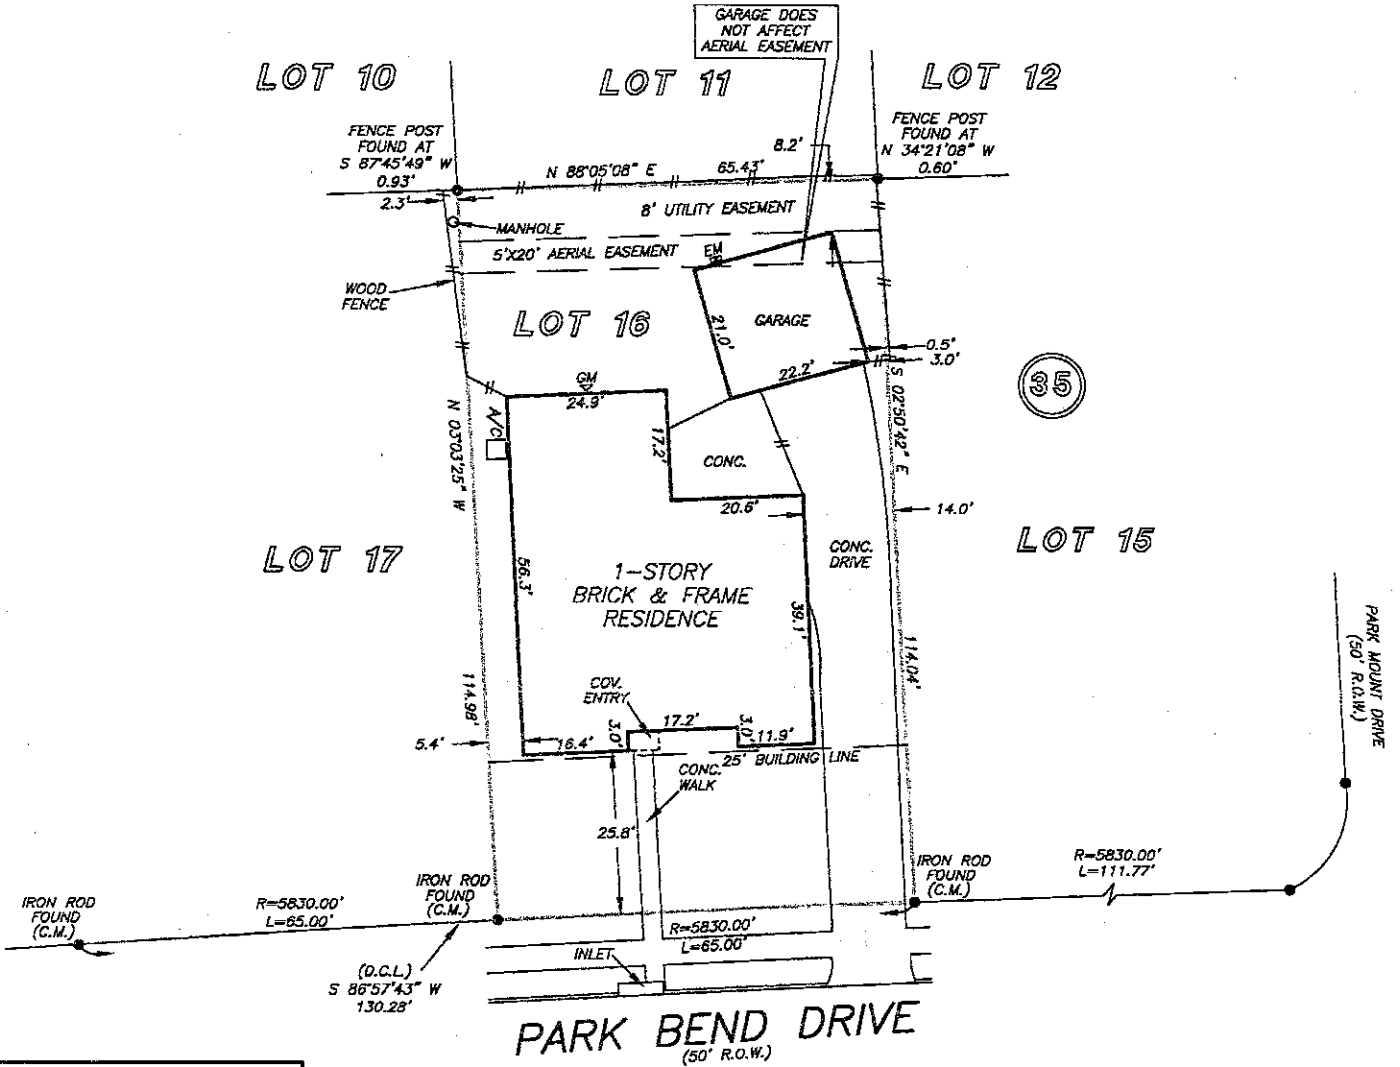 GARAGE DOES
NOT AFFECT
AERIAL EASEMENT
LOT 10
LOT 11
LOT 12
FENCE POST
FOUND AT
S 87°45'49" W
0.93'
FENCE POST
FOUND AT
N 34°21'08" W
0.60'
8.2'
N 88°05'08" E
65.43'
2.3'
8' UTILITY EASEMENT
MANHOLE
5'X20' AERIAL EASEMENT
EM
WOOD
FENCE
LOT 16
21.0'
GARAGE
22.2'
0.5'
3.0'
35
GM
24.9'
A/C
N 03°03'25" W
114.98'
17.2'
CONC.
20.6'
S 02°50'42" E
114.04'
14.0'
LOT 17
LOT 15
CONC.
DRIVE
56.3'
1-STORY
BRICK & FRAME
RESIDENCE
39.1'
PARK MOUNT DRIVE
(50' R.O.W.)
COV.
ENTRY
5.4'
16.4'
3.0'
17.2'
3.0'
11.9'
25' BUILDING LINE
CONC.
WALK
25.8'
IRON ROD
FOUND
(C.M.)
R=5830.00'
L=65.00'
IRON ROD
FOUND
(C.M.)
R=5830.00'
L=65.00'
IRON ROD
FOUND
(C.M.)
R=5830.00'
L=111.77'
(D.C.L.)
S 86°57'43" W
130.28'
INLET
PARK BEND DRIVE
(50' R.O.W.)